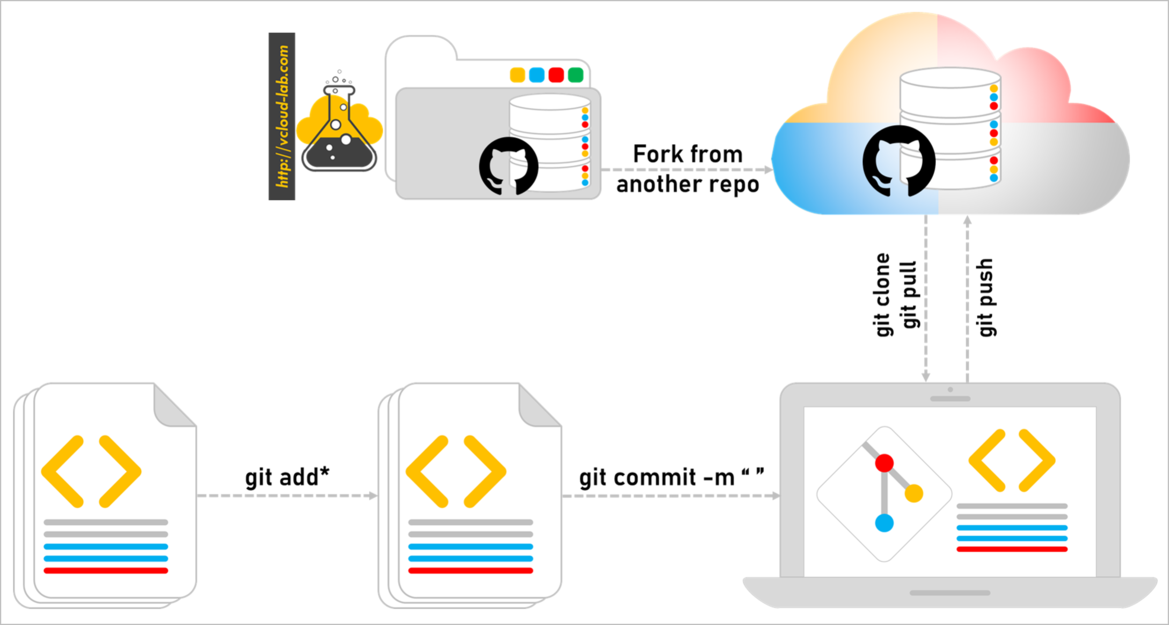 http://vcloud-lab.com
Fork from
another repo
git clone
git pull
git push
git add*
git commit -m “ ”